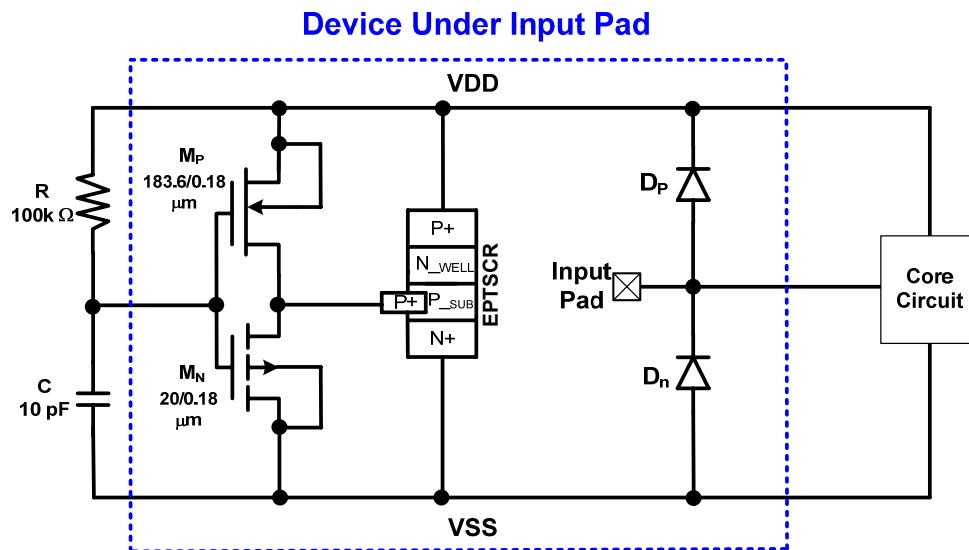 Device Under Input Pad
VDD
MP
183.6/0.18
μm
R
100k Ω
DP
P+
N_WELL
P+
P_SUB
N+
EPTSCR
Input
Pad
Core
Circuit
MN
20/0.18
μm
C
10 pF
Dn
VSS